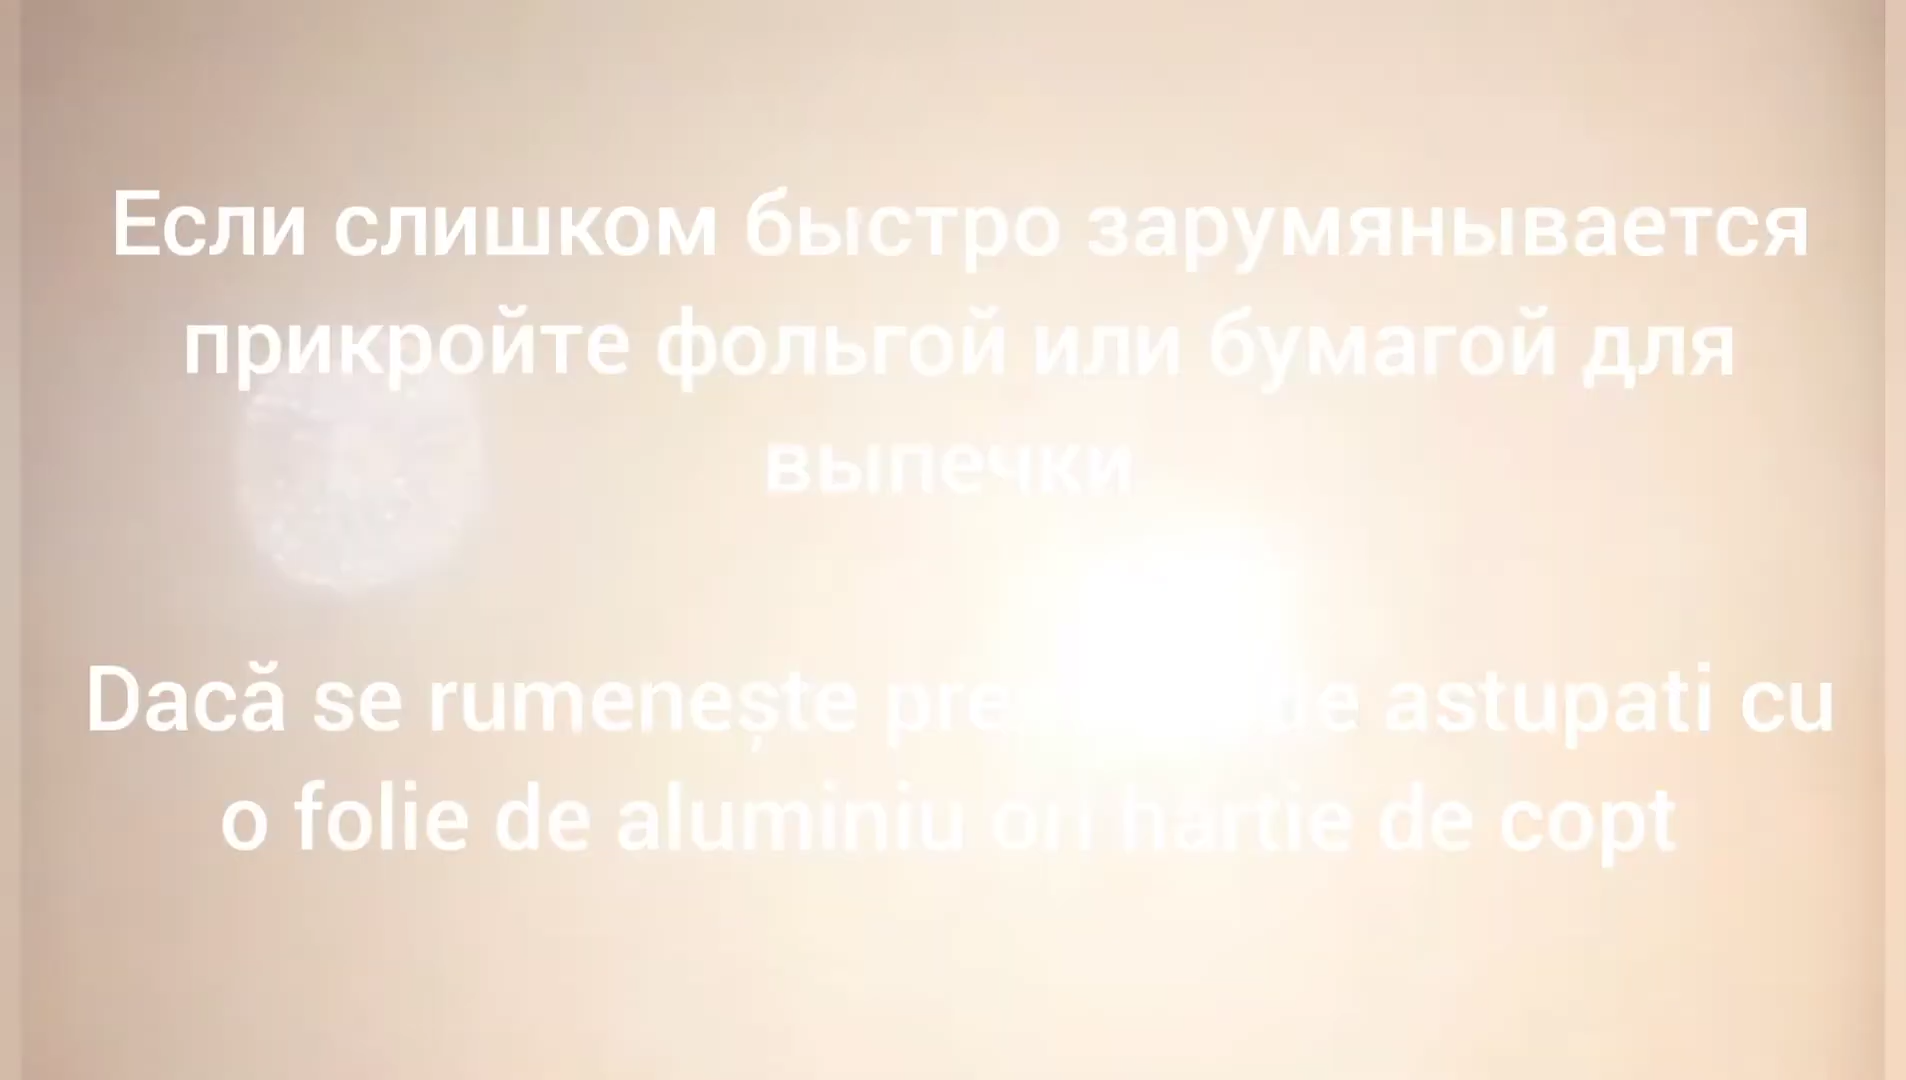 Если слишком быстро зарумянывается
прикройте фольгой или бумагой для
выпечки
Dacă se rumenește astupati cu
o folie de aluminiu ori hartie de copt